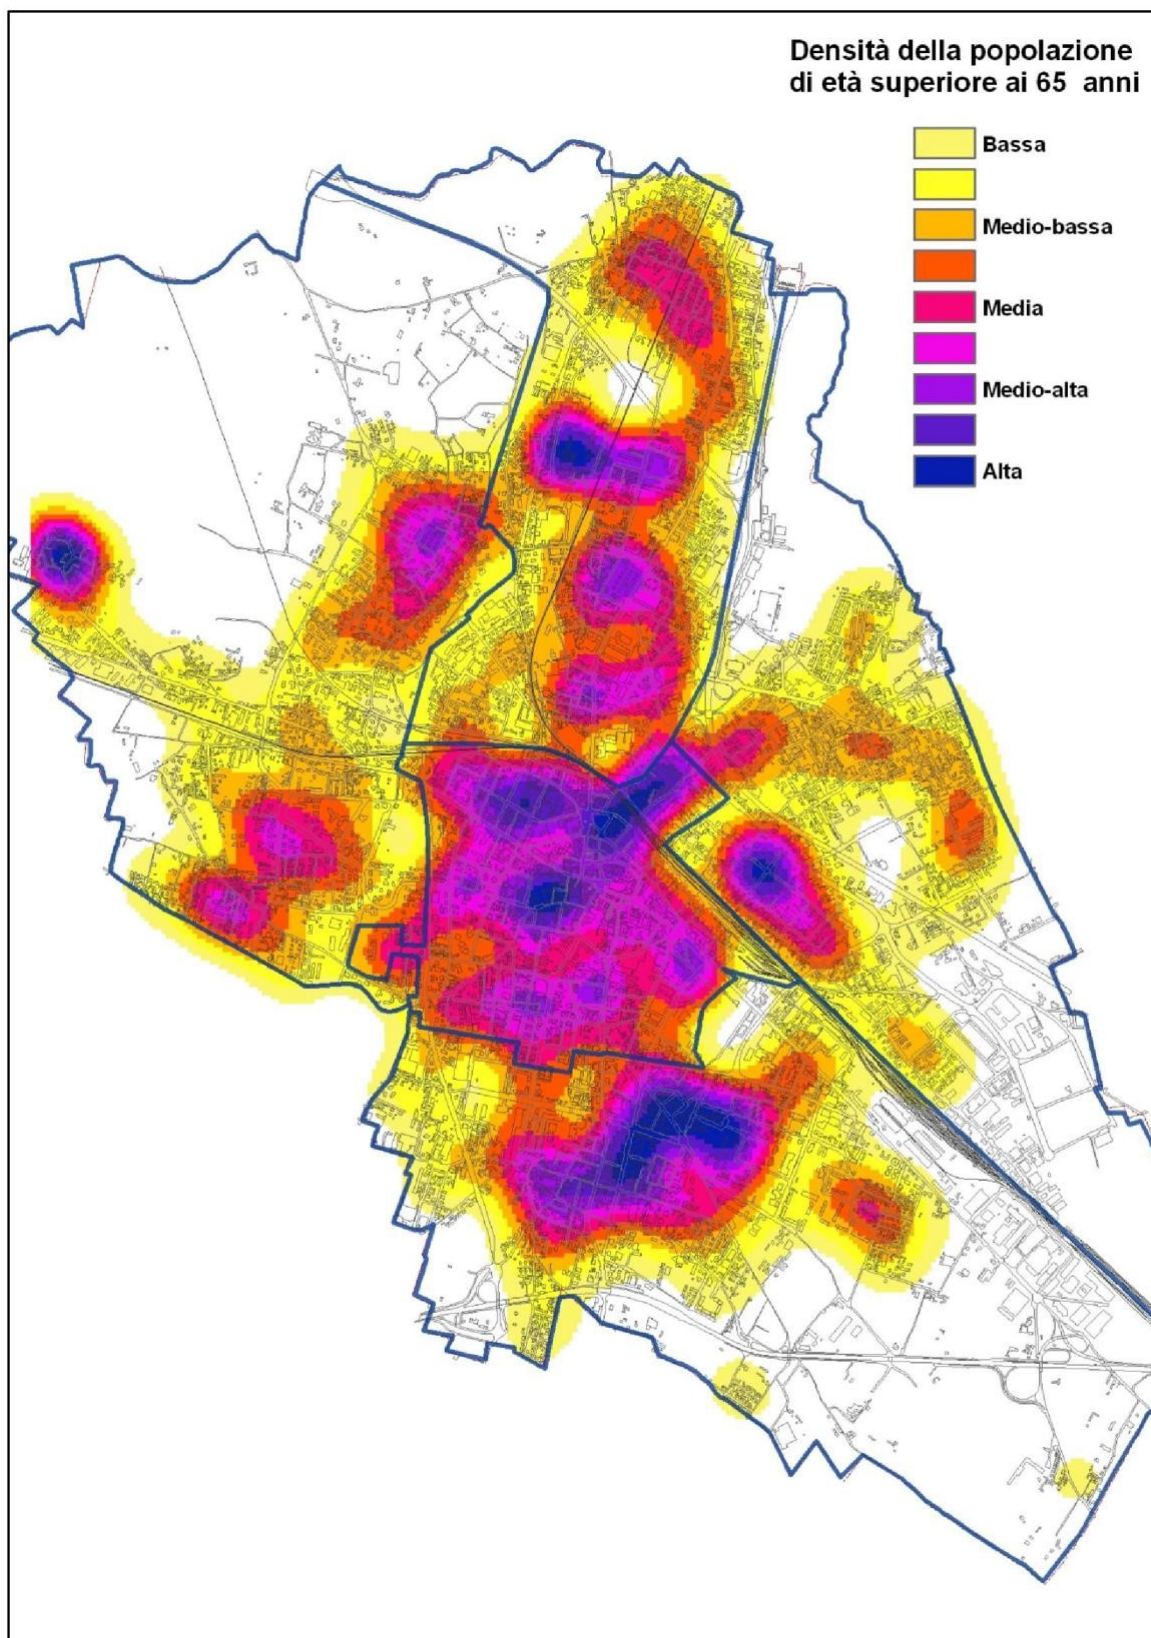 Densità della popolazione
di età superiore ai 65 anni
Bassa
Medio-bassa
Media
Medio-alta
Alta